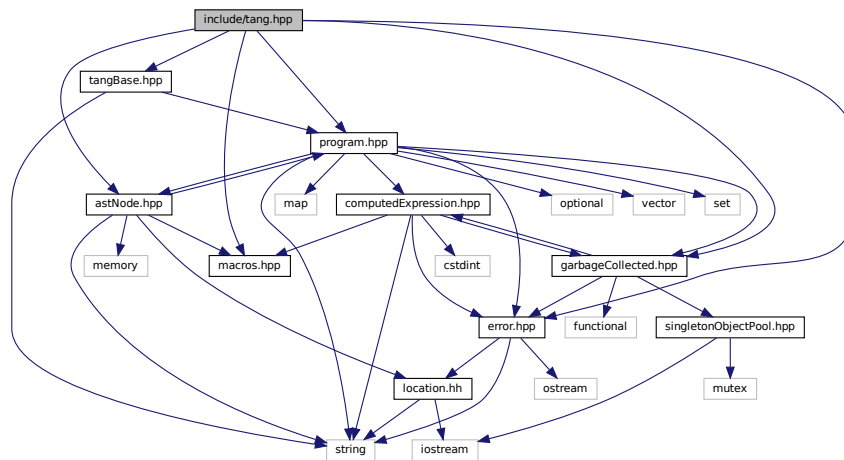 include/tang.hpp
tangBase.hpp
program.hpp
astNode.hpp
map
computedExpression.hpp
optional
vector
set
memory
macros.hpp
cstdint
garbageCollected.hpp
error.hpp
functional
singletonObjectPool.hpp
location.hh
ostream
mutex
string
iostream